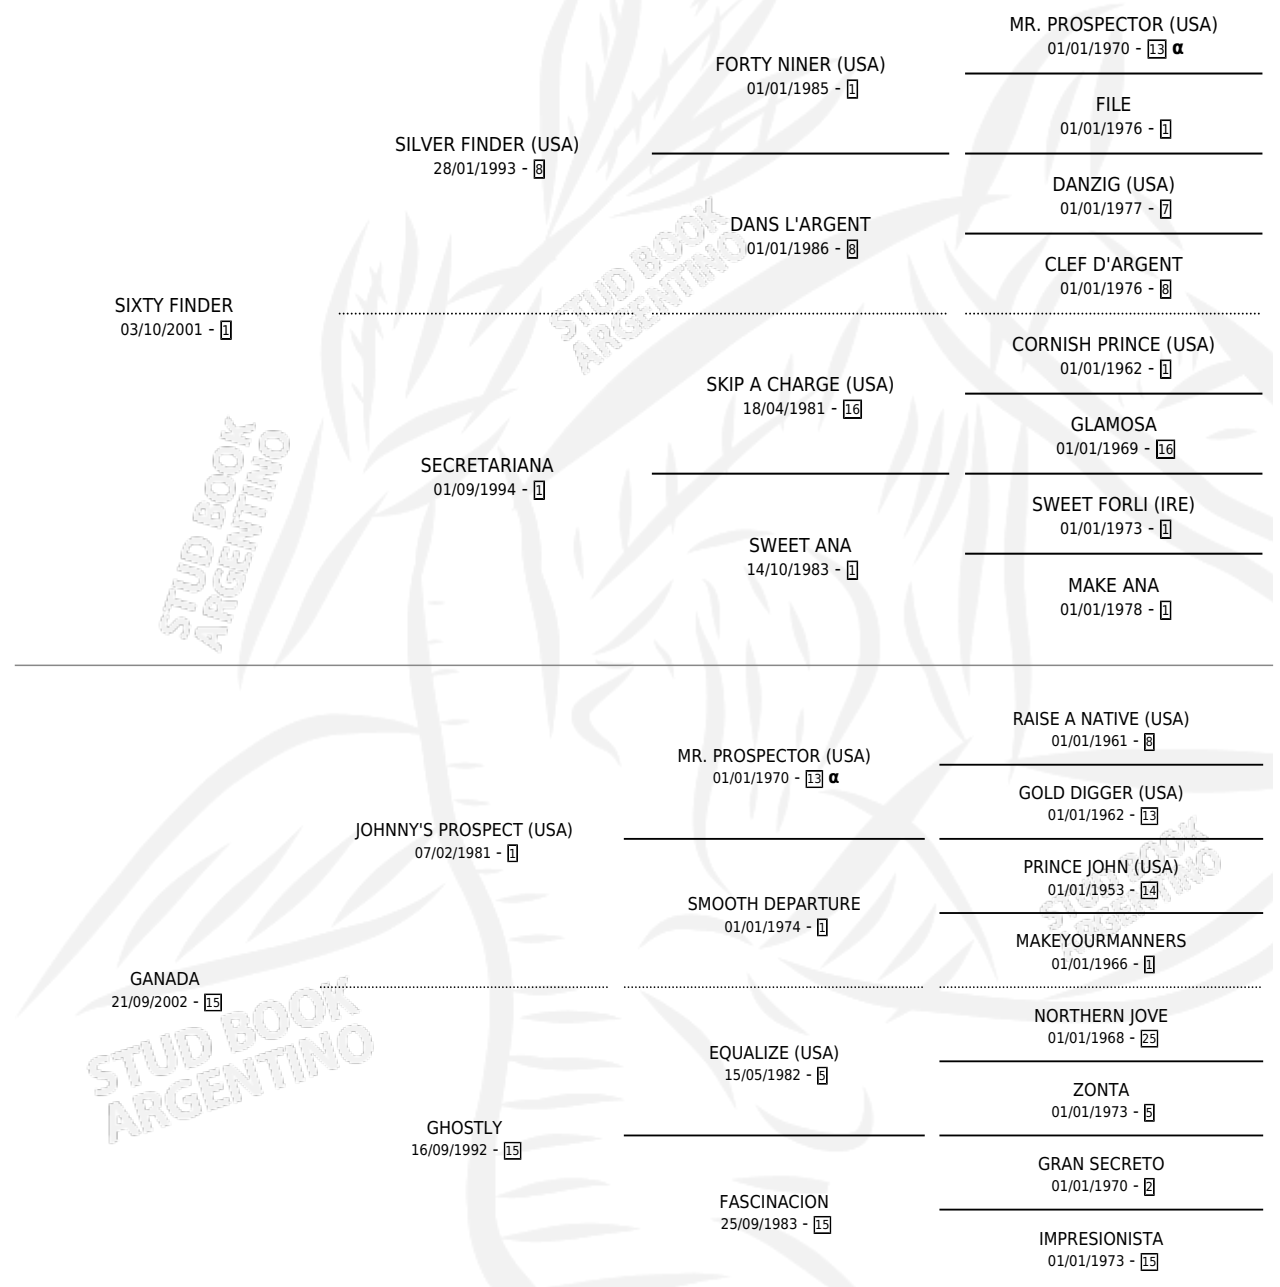 MR. PROSPECTOR (USA)
01/01/1970 - 13 α
FORTY NINER (USA)
01/01/1985 - 1
FILE
01/01/1976 - 1
SILVER FINDER (USA)
28/01/1993 - 8
DANZIG (USA)
01/01/1977 - 7
DANS L'ARGENT
01/01/1986 - 8
CLEF D'ARGENT
01/01/1976 - 8
SIXTY FINDER
03/10/2001 - 1
CORNISH PRINCE (USA)
01/01/1962 - 1
SKIP A CHARGE (USA)
18/04/1981 - 16
GLAMOSA
01/01/1969 - 16
SECRETARIANA
01/09/1994 - 1
SWEET FORLI (IRE)
01/01/1973 - 1
SWEET ANA
14/10/1983 - 1
MAKE ANA
01/01/1978 - 1
RAISE A NATIVE (USA)
01/01/1961 - 8
MR. PROSPECTOR (USA)
01/01/1970 - 13 α
GOLD DIGGER (USA)
01/01/1962 - 13
JOHNNY'S PROSPECT (USA)
07/02/1981 - 1
PRINCE JOHN (USA)
01/01/1953 - 14
SMOOTH DEPARTURE
01/01/1974 - 1
MAKEYOURMANNERS
01/01/1966 - 1
GANADA
21/09/2002 - 15
NORTHERN JOVE
01/01/1968 - 25
EQUALIZE (USA)
15/05/1982 - 5
ZONTA
01/01/1973 - 5
GHOSTLY
16/09/1992 - 15
GRAN SECRETO
01/01/1970 - 2
FASCINACION
25/09/1983 - 15
IMPRESIONISTA
01/01/1973 - 15
STUD BOOK
ARGENTINO
STUD BOOK
ARGENTINO
STUD BOOK
ARGENTINO
STUD BOOK
ARGENTINO